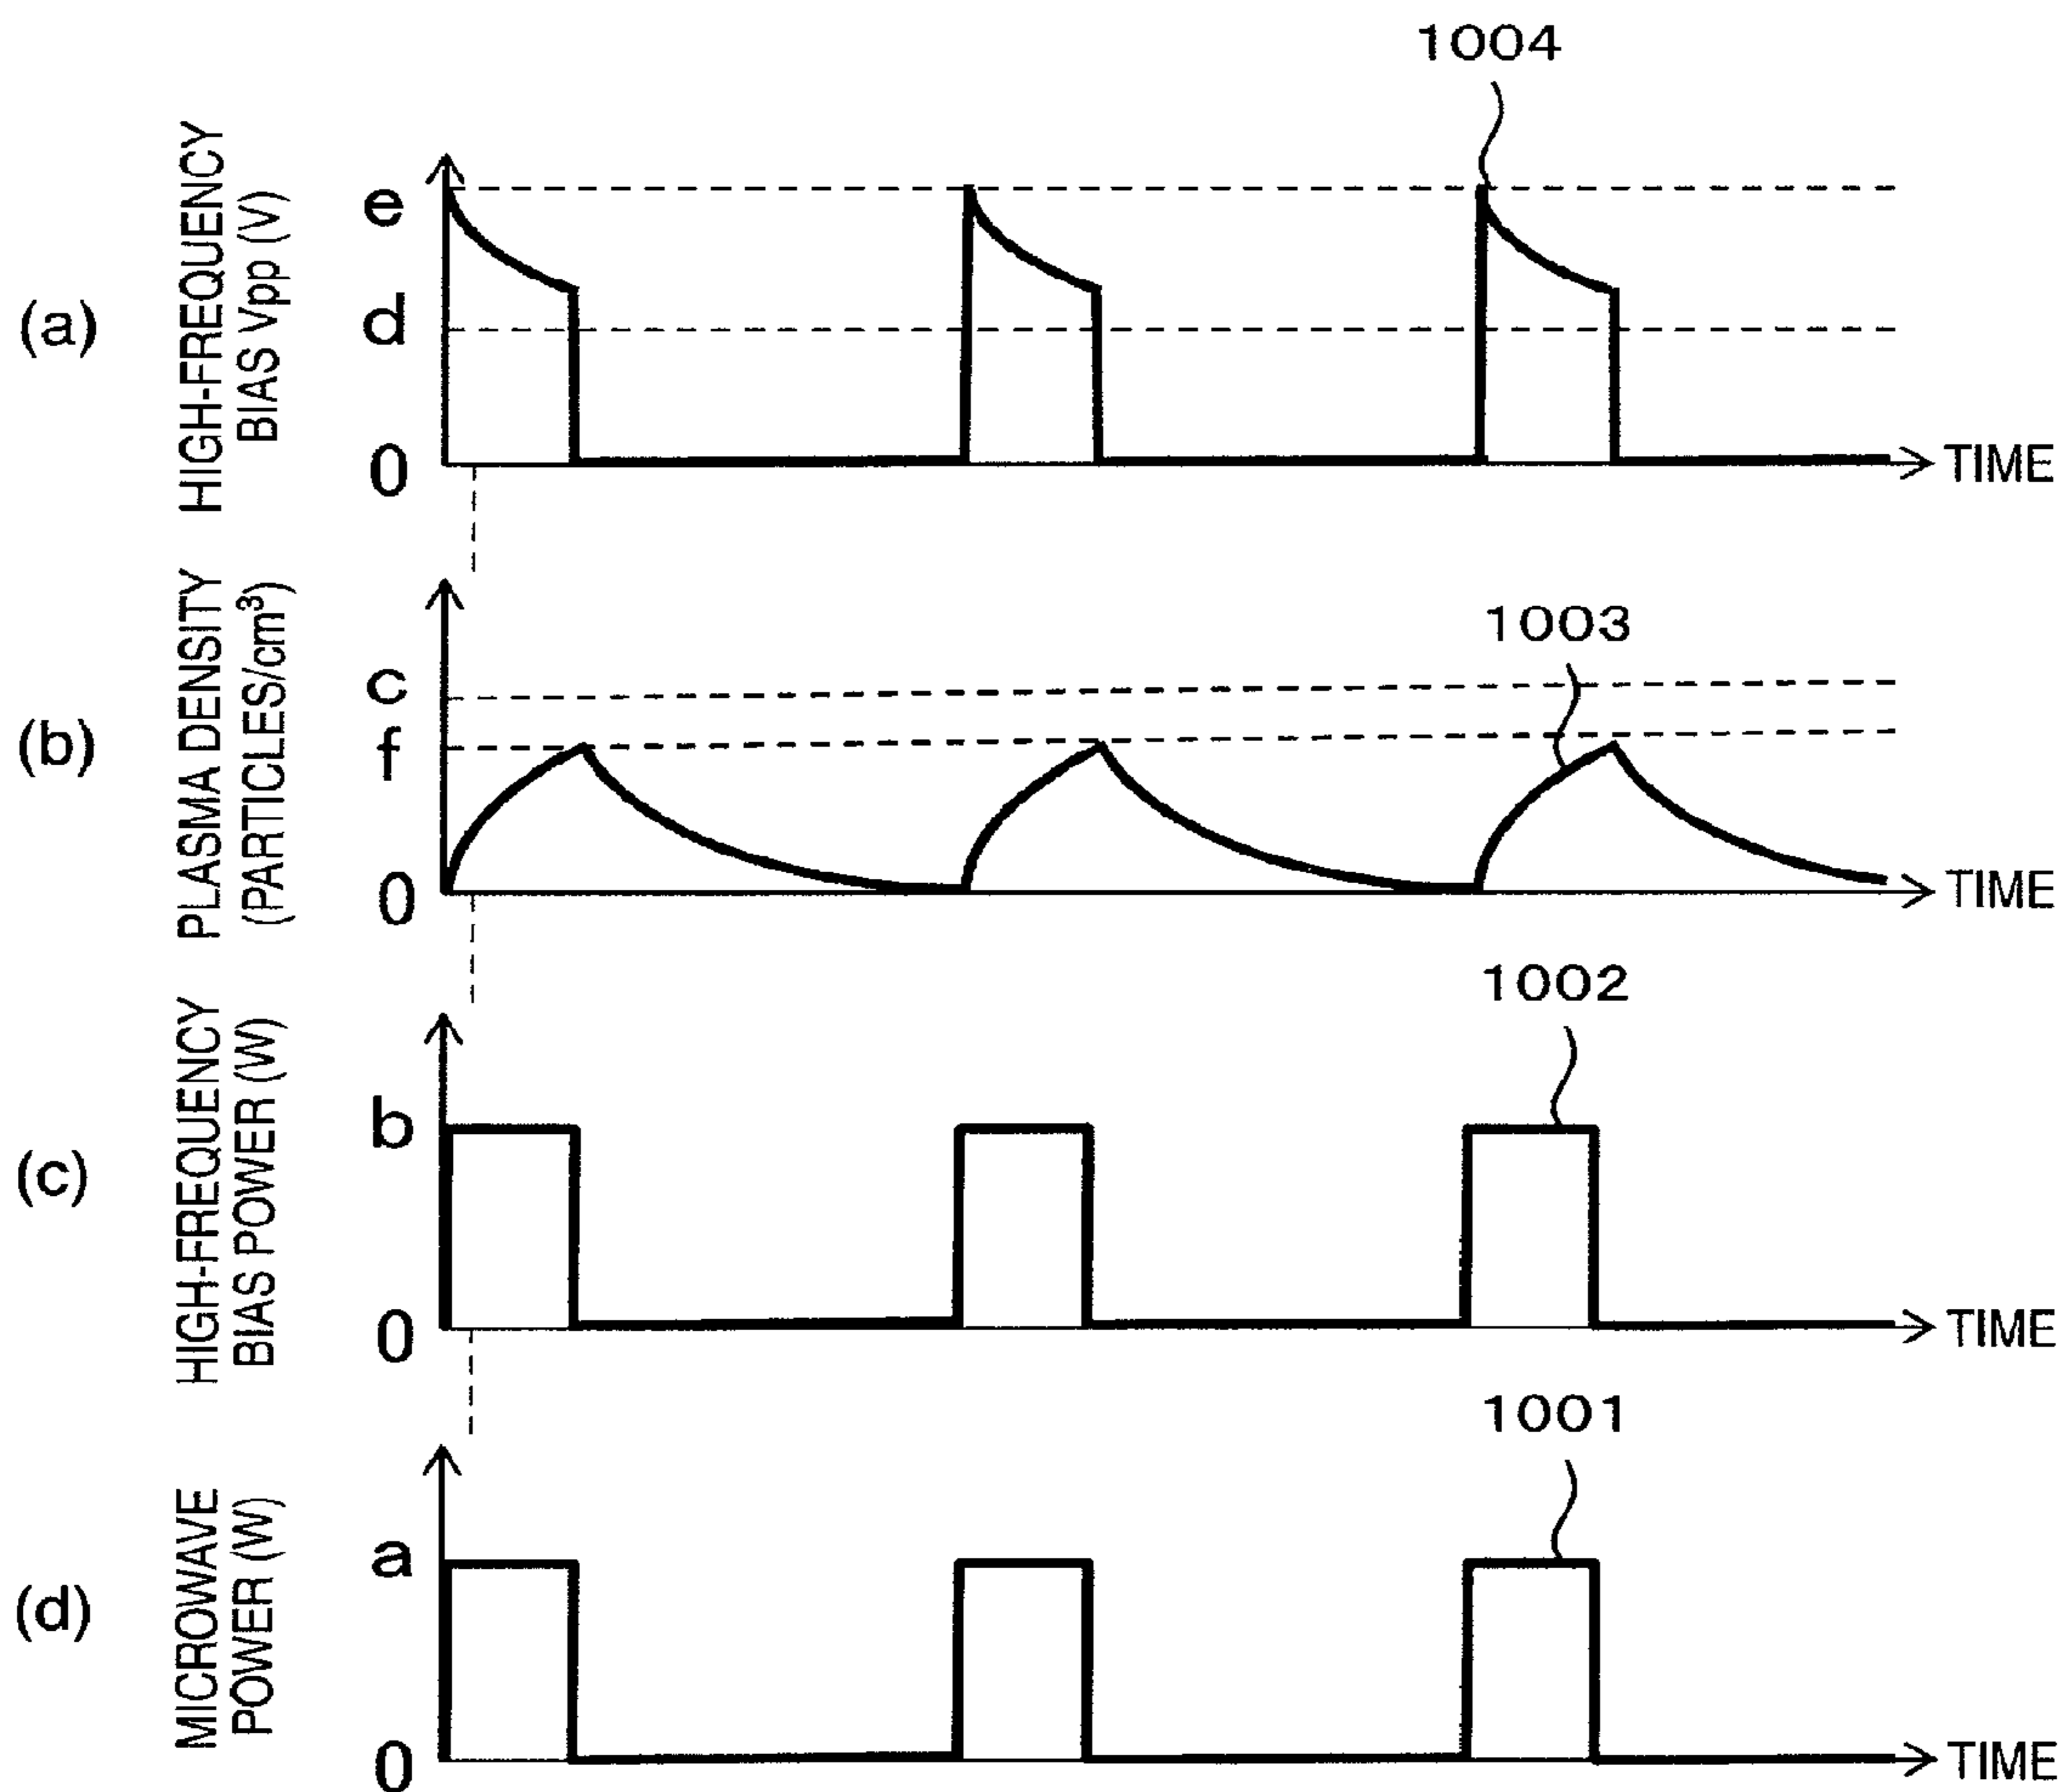 1004
(a)
HIGH-FREQUENCY
BIAS Vpp (V)
e
d
0
TIME
1003
(b)
PLASMA DENSITY
(PARTICLES/cm³)
c
f
0
TIME
1002
(c)
HIGH-FREQUENCY
BIAS POWER (W)
b
0
TIME
1001
(d)
MICROWAVE
POWER (W)
a
0
TIME